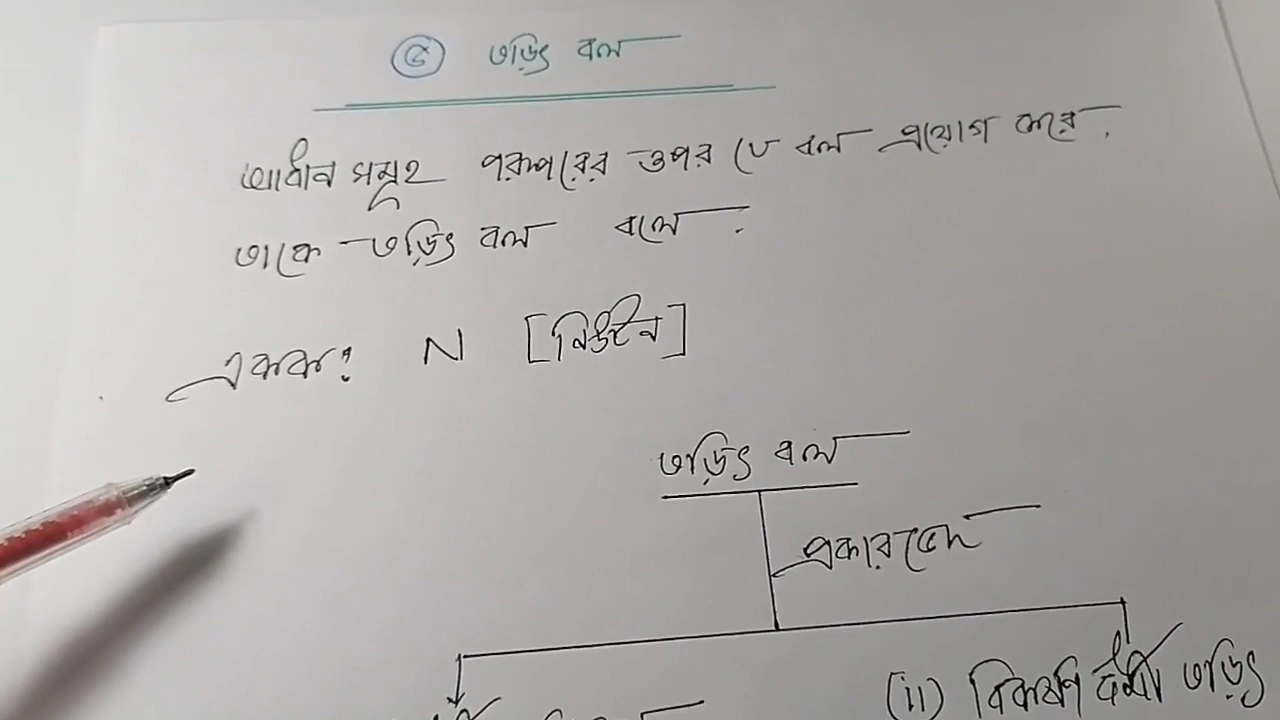 ৫ তড়িৎ বল
আধান সমূহ পরস্পরের ওপর যে বল প্রয়োগ করে.
তাকে তড়িৎ বল বলে.
একক: N [নিউটন]
তড়িৎ বল
প্রকারভেদ
(ii) বিকর্ষণ ধর্মী তড়িৎ